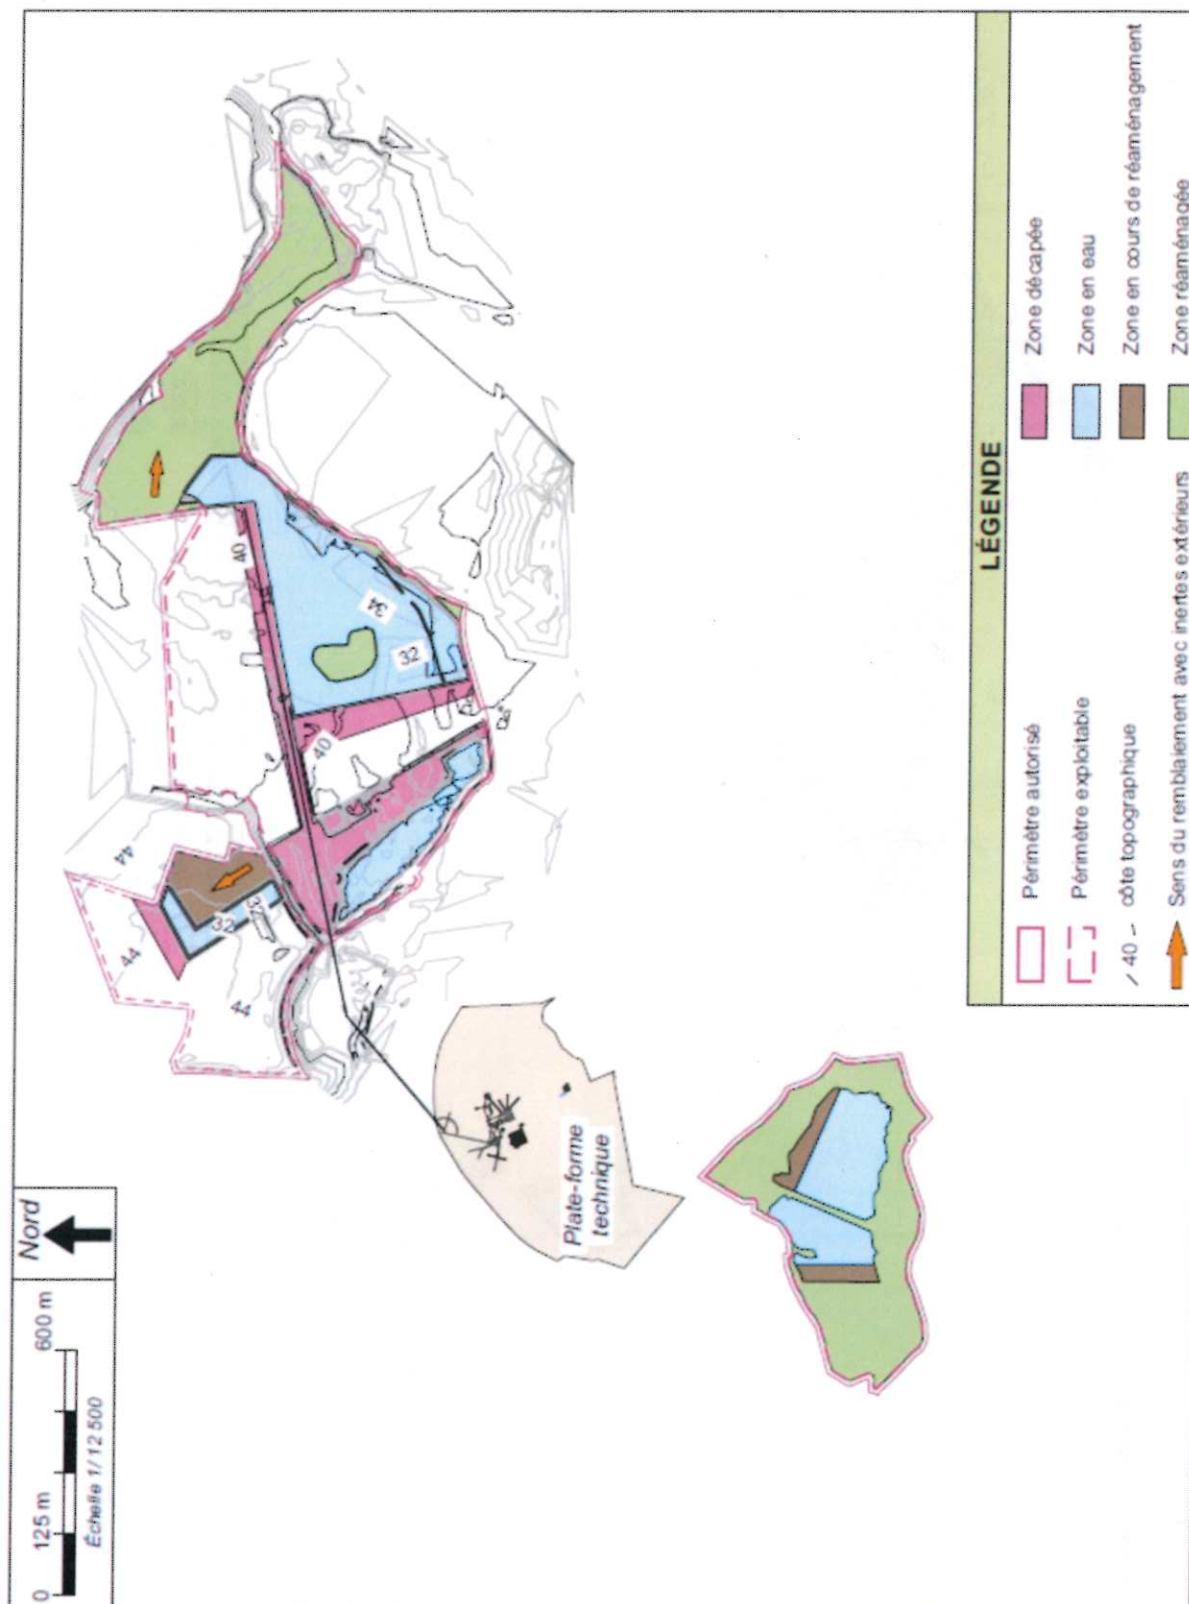 0 125 m 600 m
Échelle 1/12 500
Nord
44
44
44
32
32
40
40
34
32
Plate-forme
technique
LÉGENDE
Périmètre autorisé
Périmètre exploitable
40 côte topographique
Sens du remblaiement avec inertes extérieurs
Zone décapée
Zone en eau
Zone en cours de réaménagement
Zone réaménagée